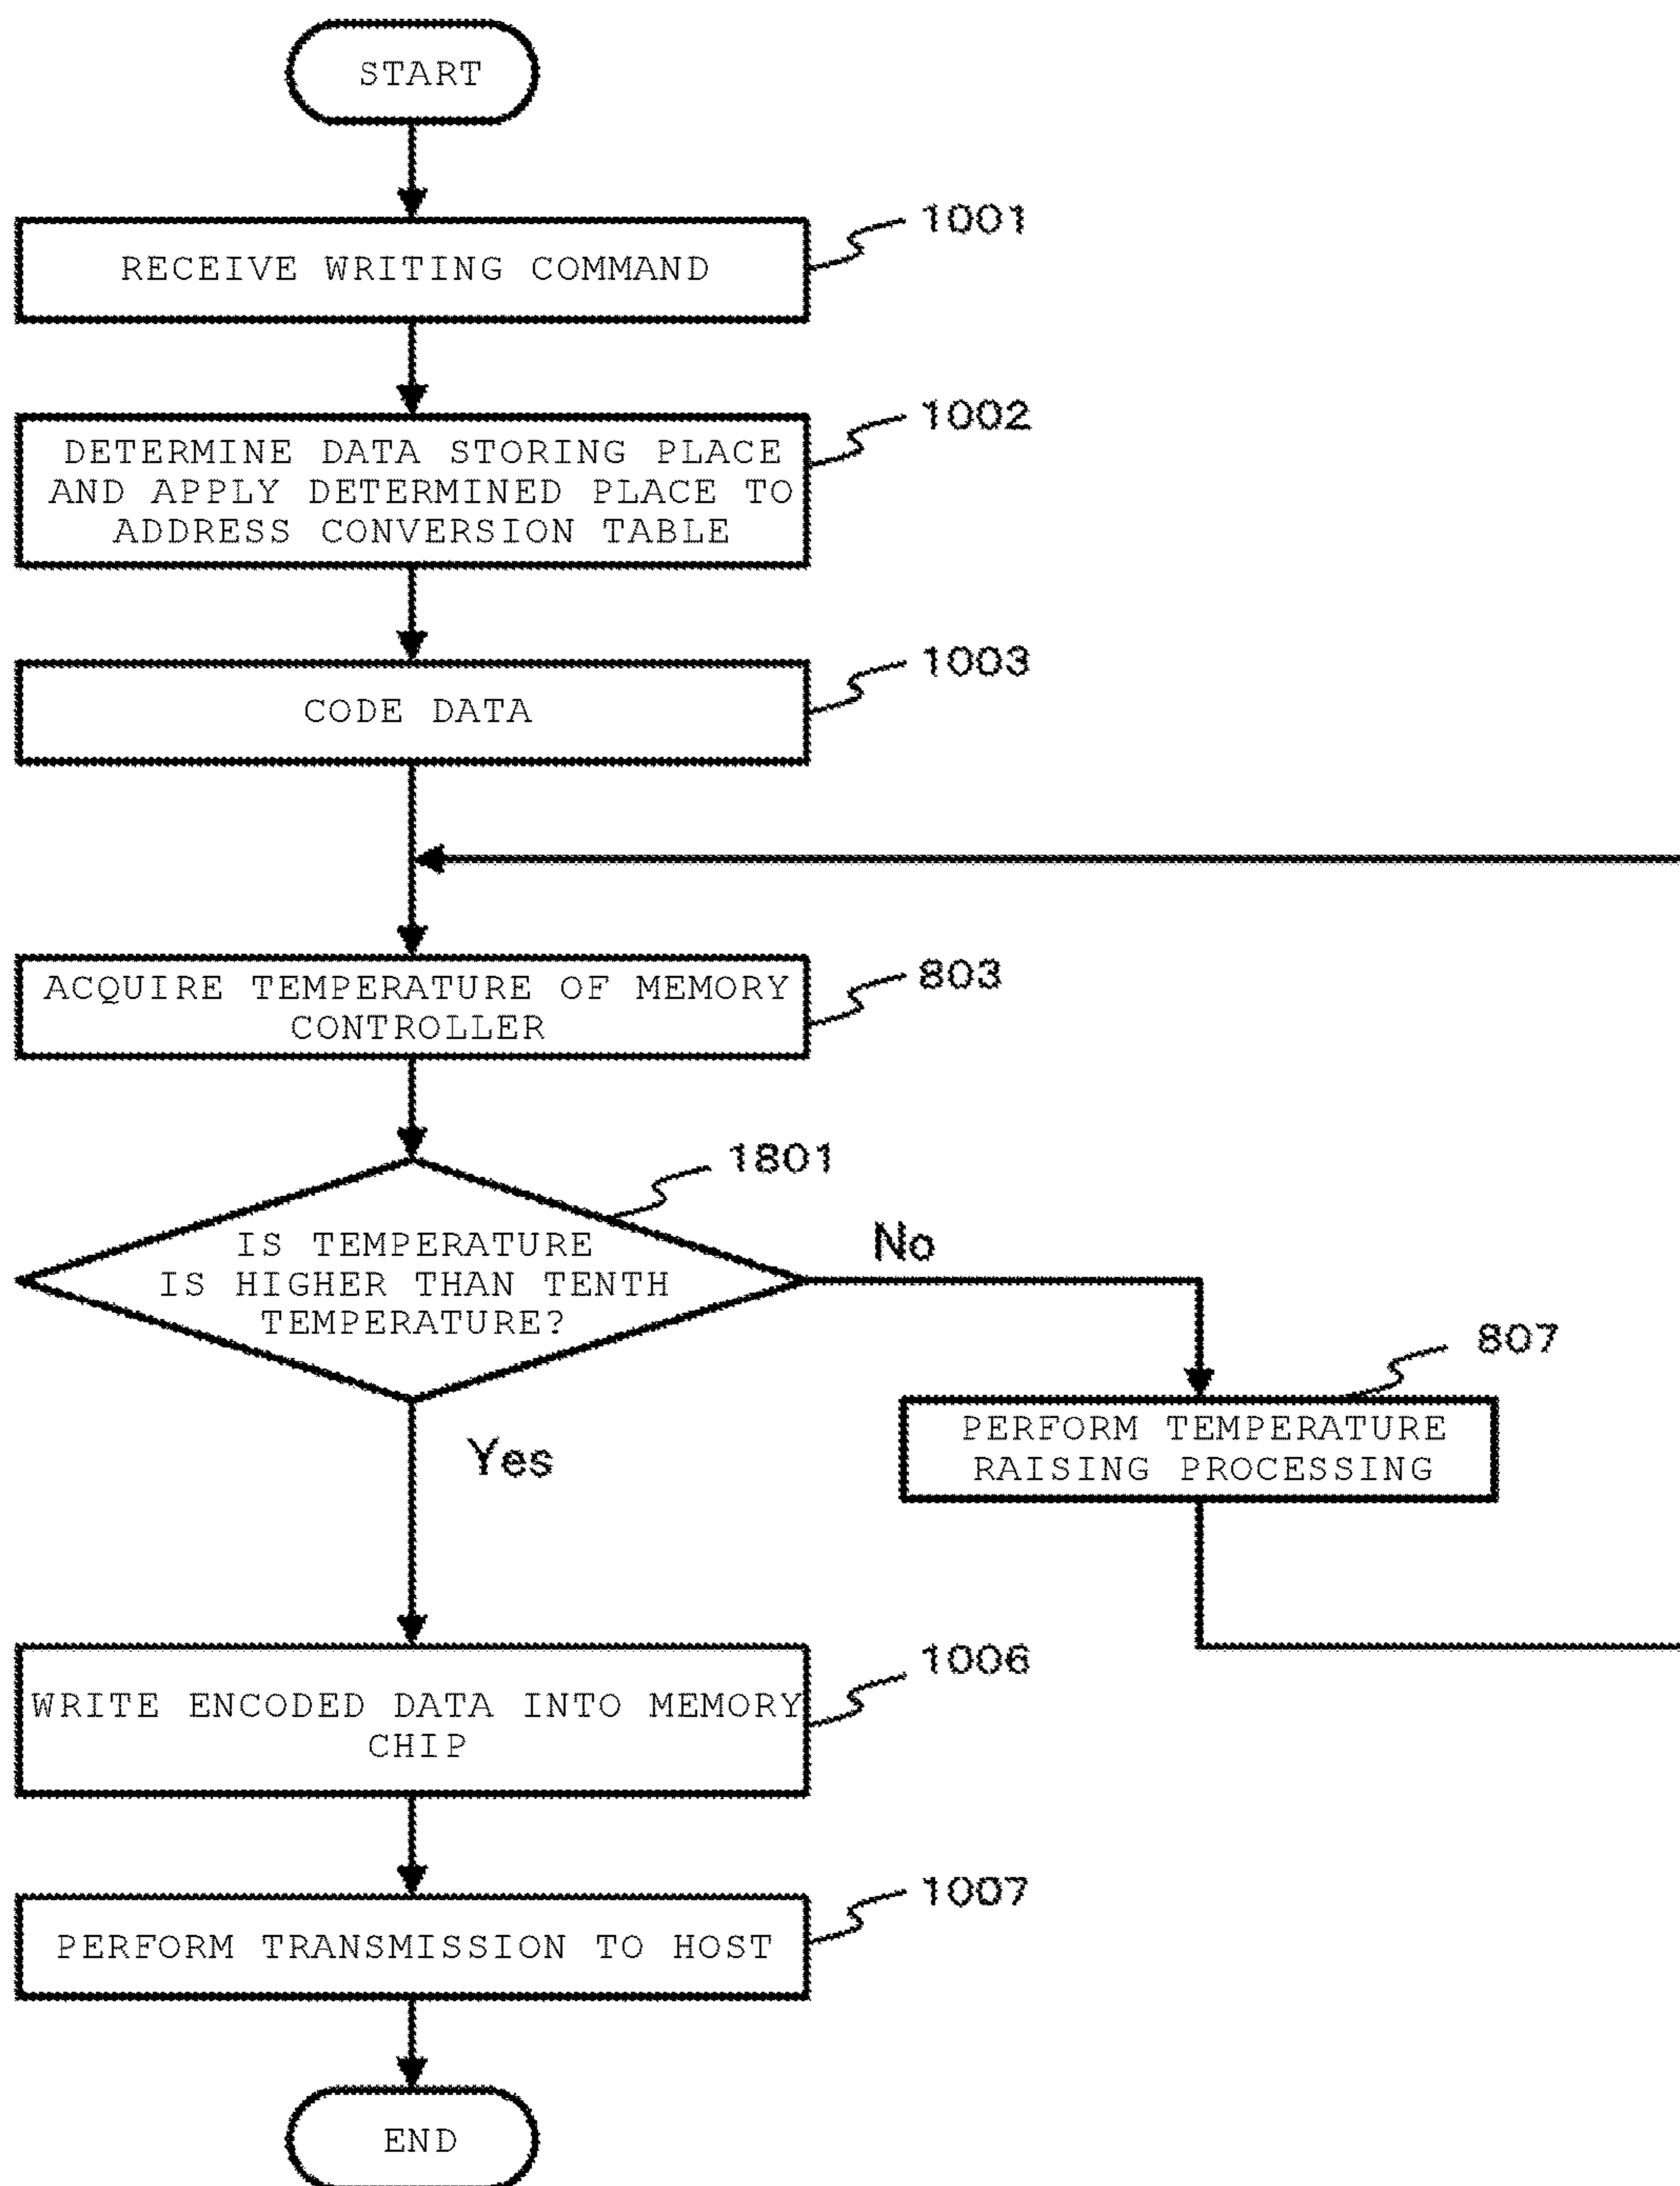 START
1001
RECEIVE WRITING COMMAND
1002
DETERMINE DATA STORING PLACE
AND APPLY DETERMINED PLACE TO
ADDRESS CONVERSION TABLE
1003
CODE DATA
803
ACQUIRE TEMPERATURE OF MEMORY
CONTROLLER
1801
IS TEMPERATURE
IS HIGHER THAN TENTH
TEMPERATURE?
No
807
PERFORM TEMPERATURE
RAISING PROCESSING
Yes
1006
WRITE ENCODED DATA INTO MEMORY
CHIP
1007
PERFORM TRANSMISSION TO HOST
END